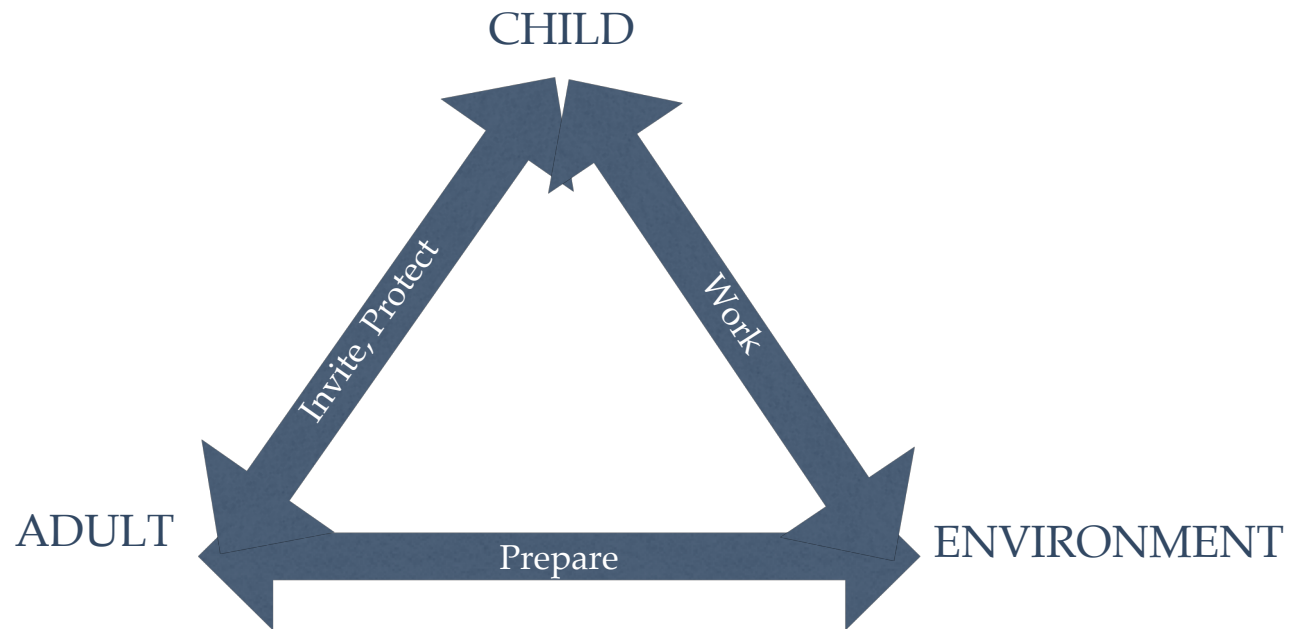 CHILD
Invite, Protect
Work
ADULT
Prepare
ENVIRONMENT